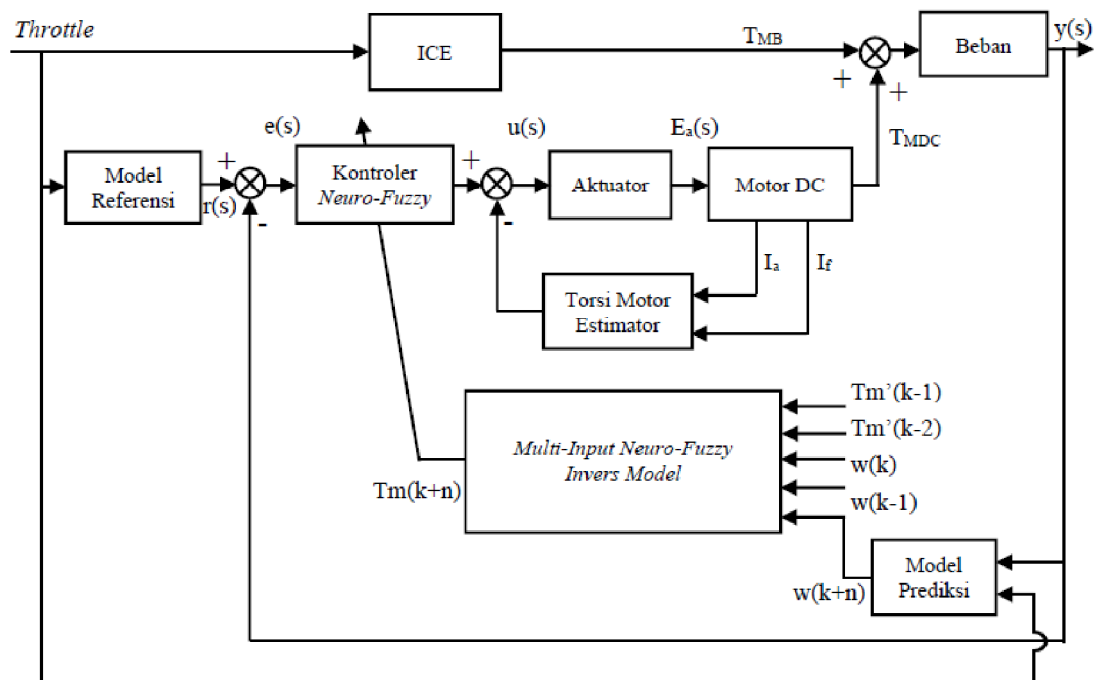 Throttle
ICE
T_MB
Beban
y(s)
+
+
T_MDC
e(s)
u(s)
E_a(s)
Model
Referensi
+
r(s)
-
Kontroler
Neuro-Fuzzy
+
-
Aktuator
Motor DC
I_a
I_f
Torsi Motor
Estimator
Multi-Input Neuro-Fuzzy
Invers Model
Tm(k+n)
Tm’(k-1)
Tm’(k-2)
w(k)
w(k-1)
w(k+n)
Model
Prediksi